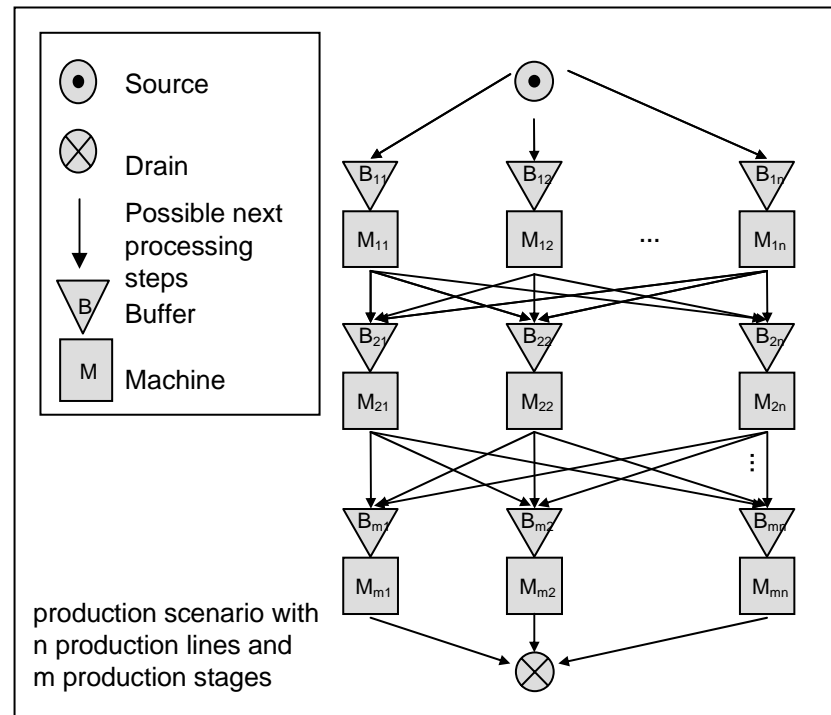 Source
Drain
Possible next
processing
steps
B
Buffer
M
Machine
B11 B12 B1n
M11 M12 ... M1n
B21 B22 B2n
M21 M22 M2n
...
Bm1 Bm2 Bmn
Mm1 Mm2 Mmn
production scenario with
n production lines and
m production stages